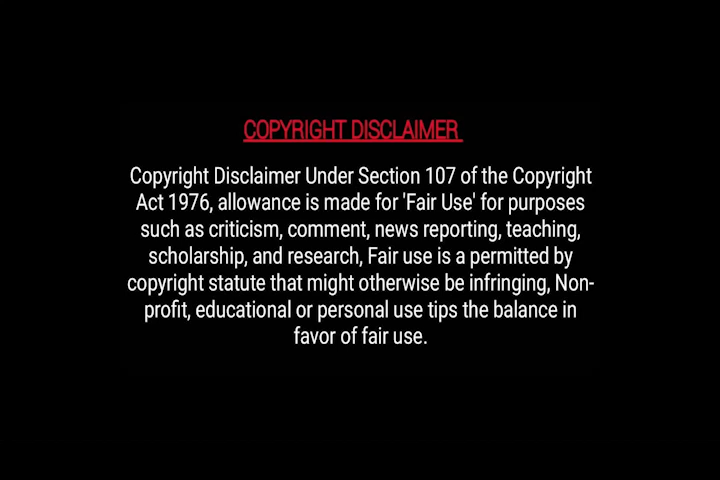 COPYRIGHT DISCLAIMER
Copyright Disclaimer Under Section 107 of the Copyright
Act 1976, allowance is made for 'Fair Use' for purposes
such as criticism, comment, news reporting, teaching,
scholarship, and research, Fair use is a permitted by
copyright statute that might otherwise be infringing, Non-
profit, educational or personal use tips the balance in
favor of fair use.